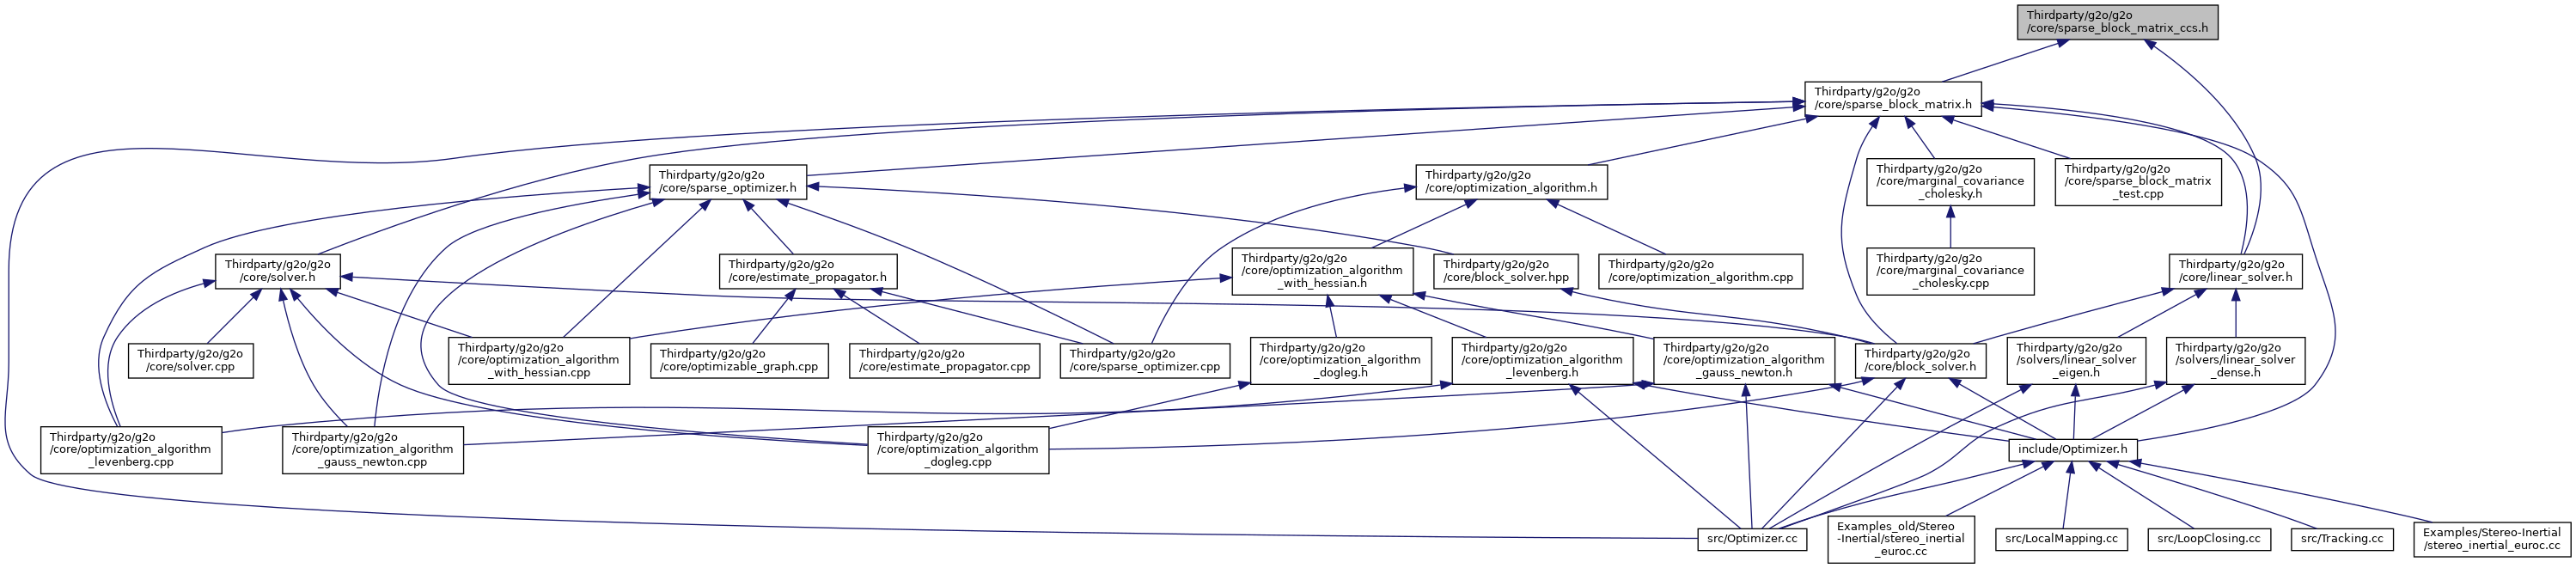 Thirdparty/g2o/g2o
/core/sparse_block_matrix_ccs.h
Thirdparty/g2o/g2o
/core/sparse_block_matrix.h
Thirdparty/g2o/g2o
/core/sparse_optimizer.h
Thirdparty/g2o/g2o
/core/optimization_algorithm.h
Thirdparty/g2o/g2o
/core/marginal_covariance
_cholesky.h
Thirdparty/g2o/g2o
/core/sparse_block_matrix
_test.cpp
Thirdparty/g2o/g2o
/core/solver.h
Thirdparty/g2o/g2o
/core/estimate_propagator.h
Thirdparty/g2o/g2o
/core/optimization_algorithm
_with_hessian.h
Thirdparty/g2o/g2o
/core/block_solver.hpp
Thirdparty/g2o/g2o
/core/optimization_algorithm.cpp
Thirdparty/g2o/g2o
/core/marginal_covariance
_cholesky.cpp
Thirdparty/g2o/g2o
/core/linear_solver.h
Thirdparty/g2o/g2o
/core/solver.cpp
Thirdparty/g2o/g2o
/core/optimization_algorithm
_with_hessian.cpp
Thirdparty/g2o/g2o
/core/optimizable_graph.cpp
Thirdparty/g2o/g2o
/core/estimate_propagator.cpp
Thirdparty/g2o/g2o
/core/sparse_optimizer.cpp
Thirdparty/g2o/g2o
/core/optimization_algorithm
_dogleg.h
Thirdparty/g2o/g2o
/core/optimization_algorithm
_levenberg.h
Thirdparty/g2o/g2o
/core/optimization_algorithm
_gauss_newton.h
Thirdparty/g2o/g2o
/core/block_solver.h
Thirdparty/g2o/g2o
/solvers/linear_solver
_eigen.h
Thirdparty/g2o/g2o
/solvers/linear_solver
_dense.h
Thirdparty/g2o/g2o
/core/optimization_algorithm
_levenberg.cpp
Thirdparty/g2o/g2o
/core/optimization_algorithm
_gauss_newton.cpp
Thirdparty/g2o/g2o
/core/optimization_algorithm
_dogleg.cpp
include/Optimizer.h
src/Optimizer.cc
Examples_old/Stereo
-Inertial/stereo_inertial
_euroc.cc
src/LocalMapping.cc
src/LoopClosing.cc
src/Tracking.cc
Examples/Stereo-Inertial
/stereo_inertial_euroc.cc